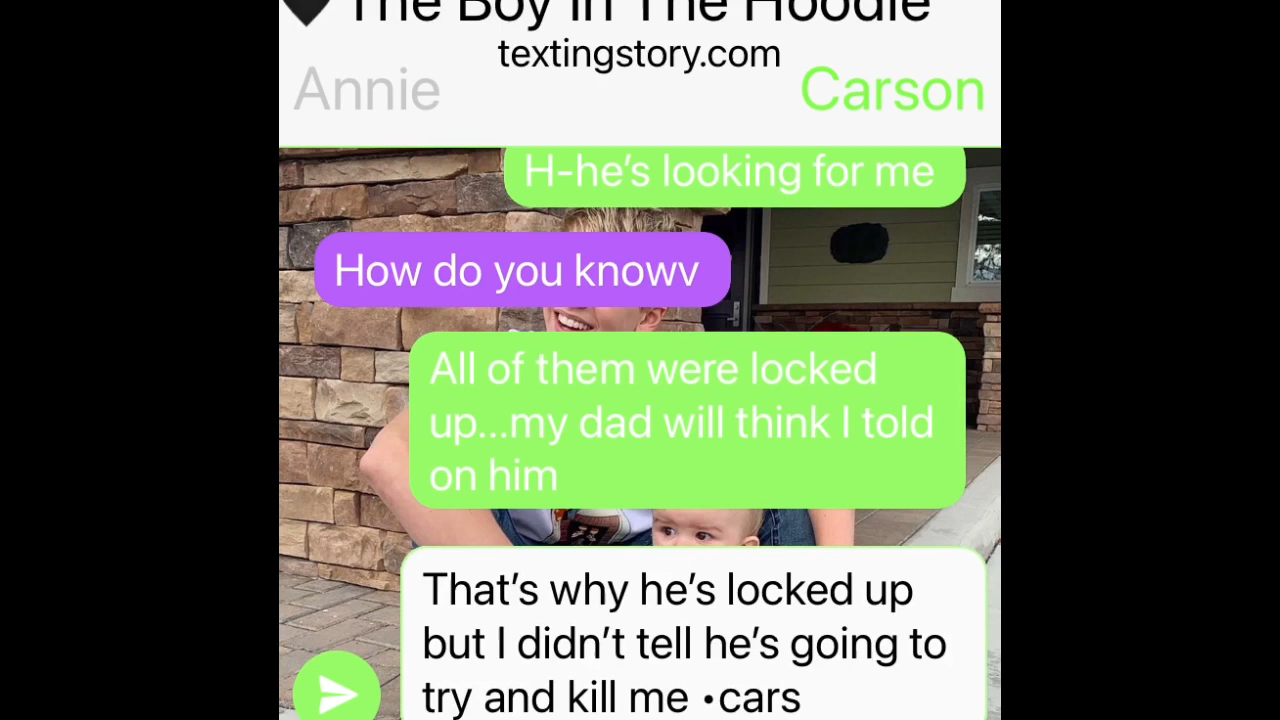 The Boy In The Hoodie
textingstory.com
Annie
Carson
H-he’s looking for me
How do you knowv
All of them were locked
up...my dad will think I told
on him
That’s why he’s locked up
but I didn’t tell he’s going to
try and kill me •cars